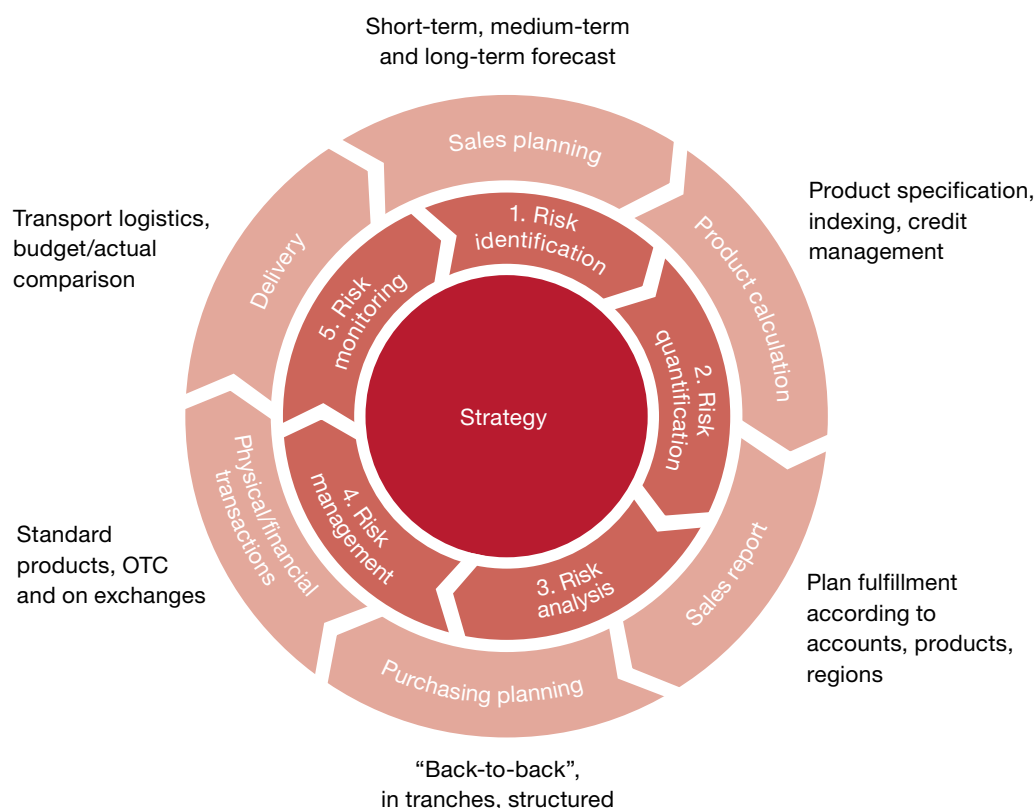 Short-term, medium-term
and long-term forecast
Sales planning
Product specification,
indexing, credit
management
Product calculation
Sales report
Plan fulfillment
according to
accounts, products,
regions
Purchasing planning
“Back-to-back”,
in tranches, structured
Physical/financial
transactions
Standard
products, OTC
and on exchanges
Delivery
Transport logistics,
budget/actual
comparison
1. Risk
identification
2. Risk
quantification
3. Risk
analysis
4. Risk
management
5. Risk
monitoring
Strategy